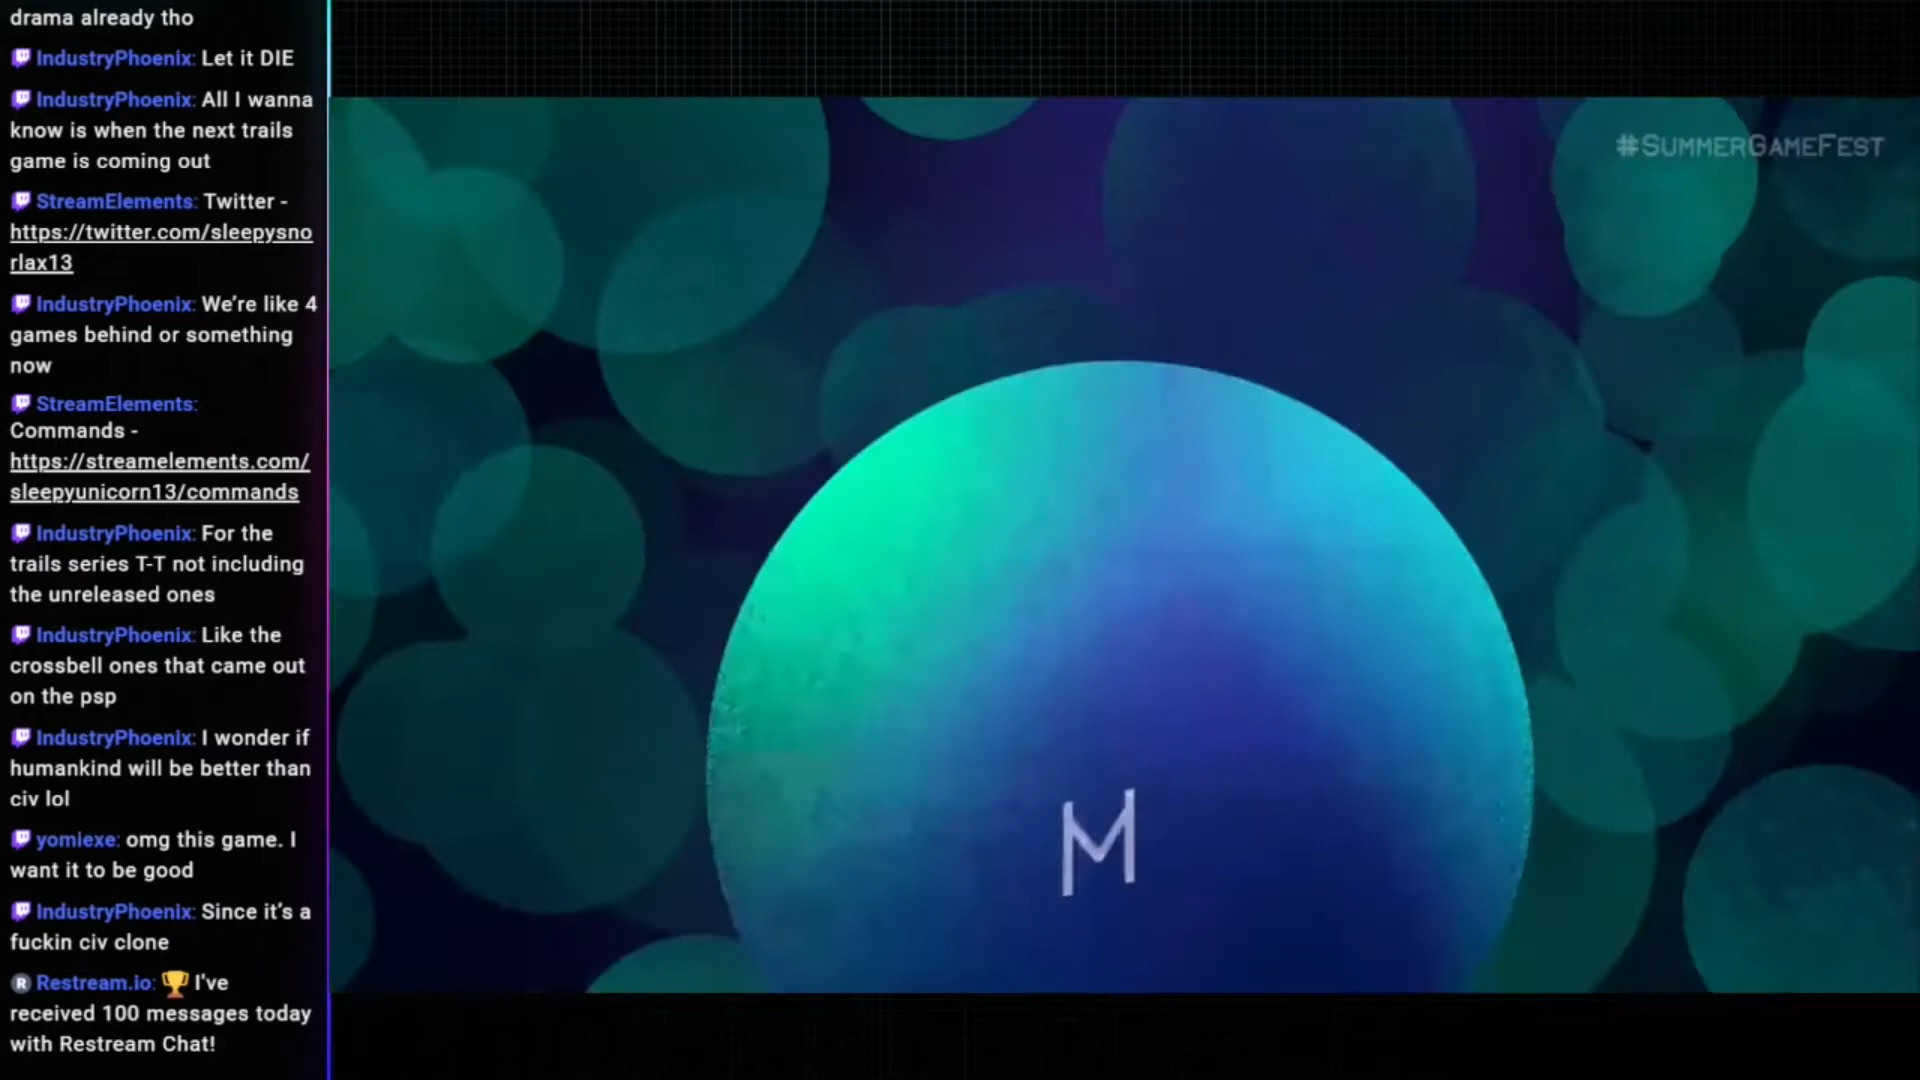 drama already tho
IndustryPhoenix: Let it DIE
IndustryPhoenix: All I wanna
know is when the next trails
game is coming out
StreamElements: Twitter -
https://twitter.com/sleepysno
rlax13
IndustryPhoenix: We’re like 4
games behind or something
now
StreamElements:
Commands -
https://streamelements.com/
sleepyunicorn13/commands
IndustryPhoenix: For the
trails series T-T not including
the unreleased ones
IndustryPhoenix: Like the
crossbell ones that came out
on the psp
IndustryPhoenix: I wonder if
humankind will be better than
civ lol
yomiexe: omg this game. I
want it to be good
IndustryPhoenix: Since it’s a
fuckin civ clone
R Restream.io: 🏆 I've
received 100 messages today
with Restream Chat!
#SUMMERGAMEFEST
M